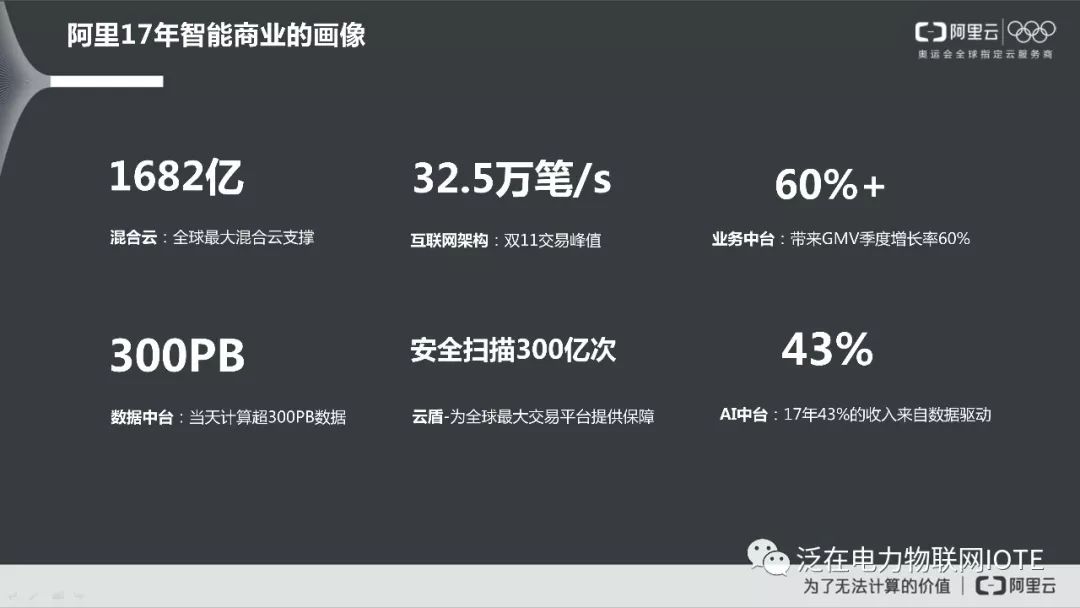 阿里17年智能商业的画像
阿里云
奥运会全球指定云服务商
1682亿
混合云：全球最大混合云支撑
32.5万笔/s
互联网架构：双11交易峰值
60%+
业务中台：带来GMV季度增长率60%
300PB
数据中台：当天计算超300PB数据
安全扫描300亿次
云盾-为全球最大交易平台提供保障
43%
AI中台：17年43%的收入来自数据驱动
泛在电力物联网IOTE
为了无法计算的价值 | 阿里云